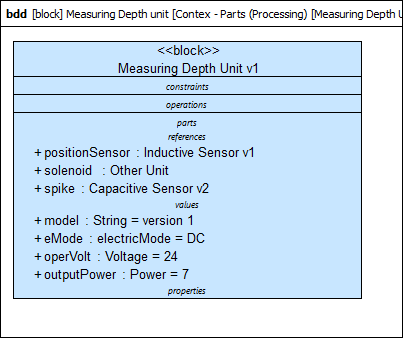 bdd [block] Measuring Depth unit [Contex - Parts (Processing) [Measuring Depth U
<<block>>
Measuring Depth Unit v1
constraints
operations
parts
references
+ positionSensor : Inductive Sensor v1
+ solenoid : Other Unit
+ spike : Capacitive Sensor v2
values
+ model : String = version 1
+ eMode : electricMode = DC
+ operVolt : Voltage = 24
+ outputPower : Power = 7
properties